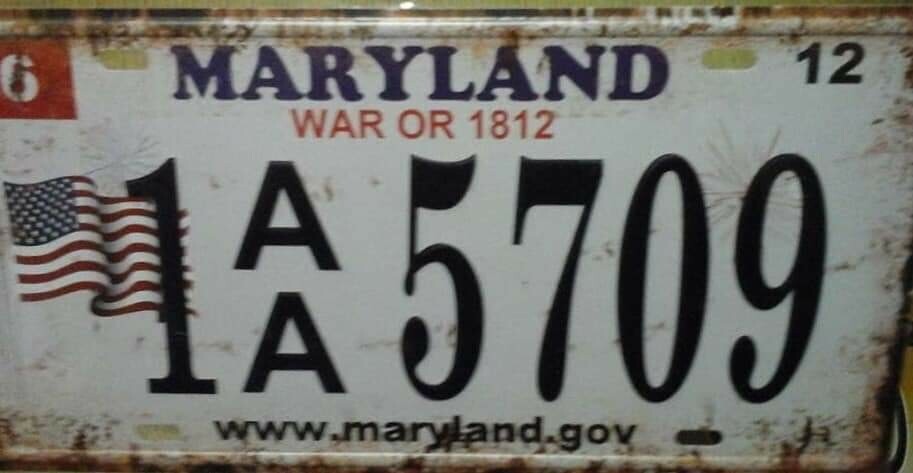 6 MARYLAND 12
WAR OR 1812
1AA5709
www.maryland.gov